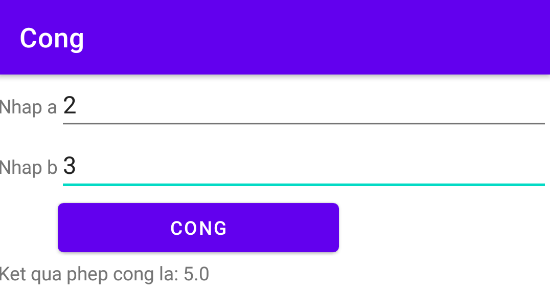 Cong
Nhap a 2
Nhap b 3
CONG
Ket qua phep cong la: 5.0